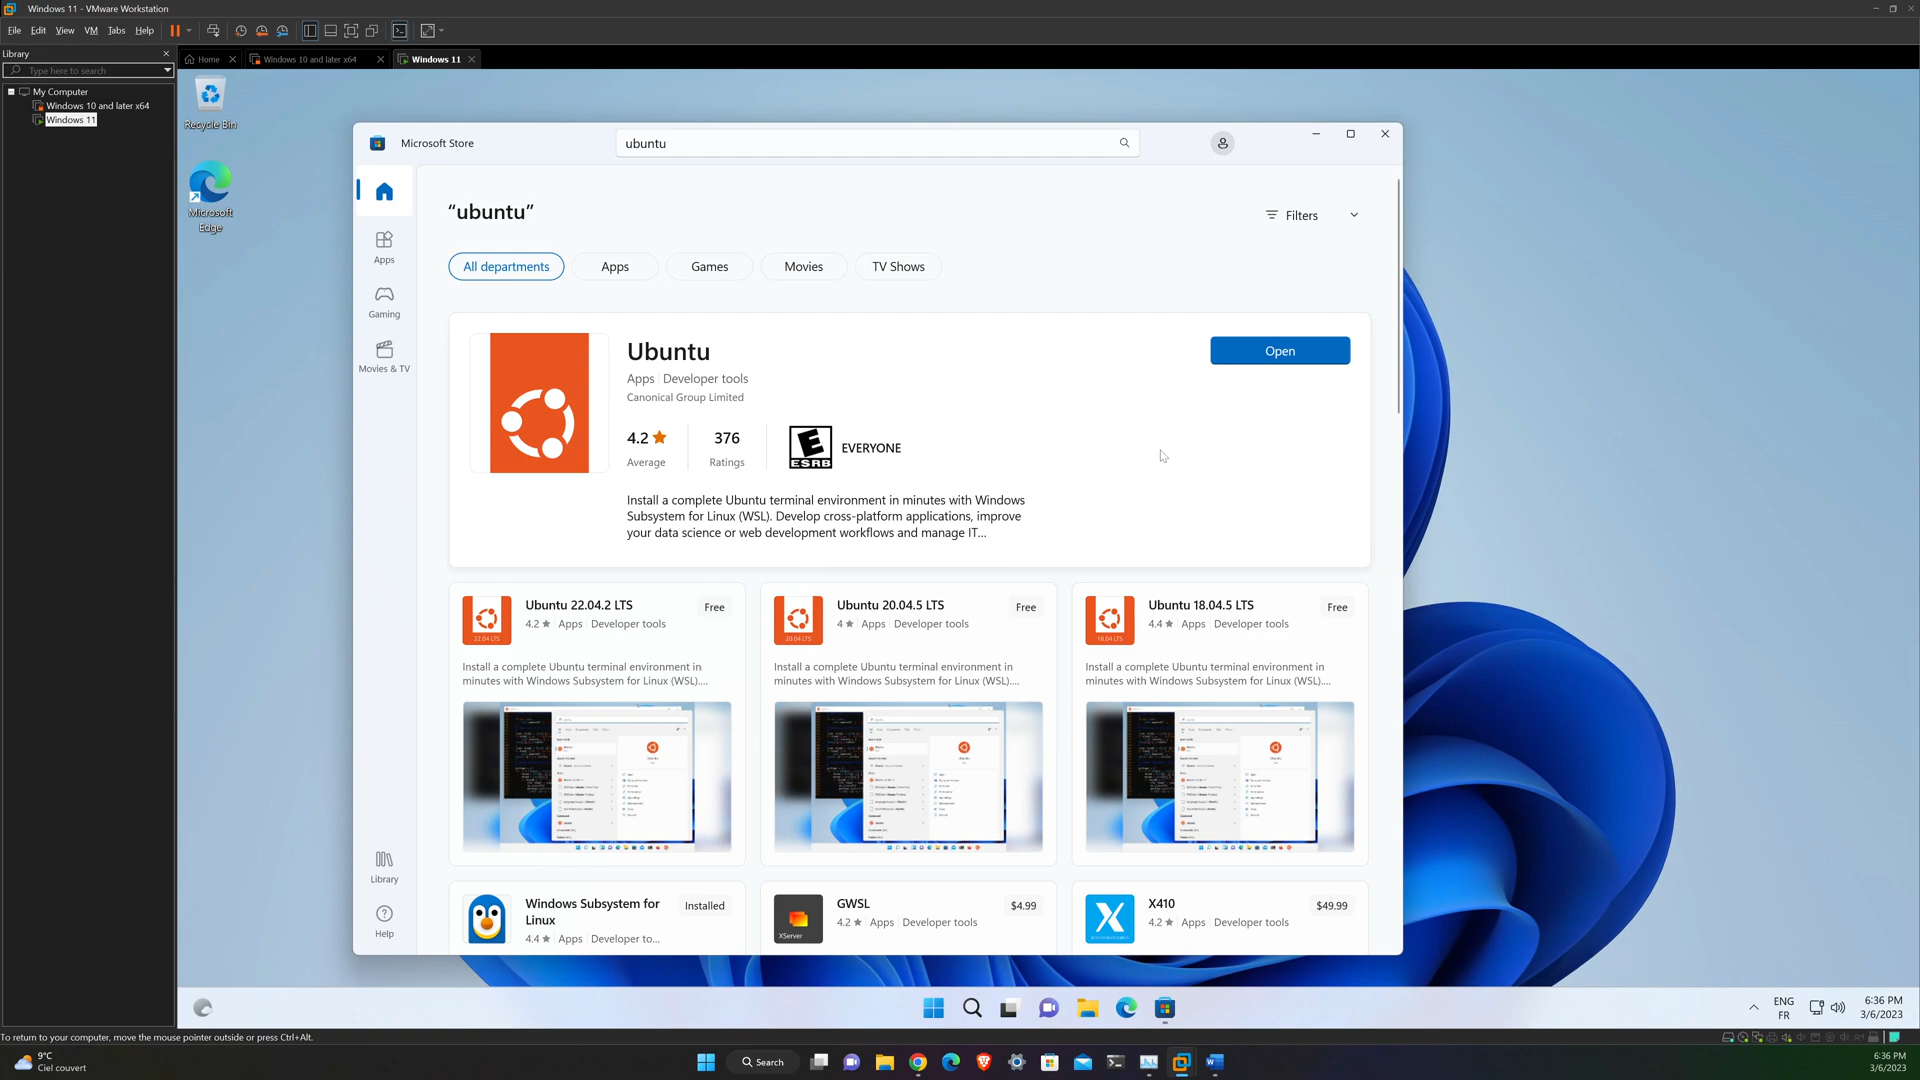 Windows 11 - VMware Workstation
File Edit View VM Tabs Help
Library
Type here to search
My Computer
Windows 10 and later x64
Windows 11
Home
Windows 10 and later x64
Windows 11
Recycle Bin
Microsoft
Edge
Microsoft Store
ubuntu
Apps
Gaming
Movies & TV
Library
Help
“ubuntu”
Filters
All departments
Apps
Games
Movies
TV Shows
Ubuntu
Open
Apps Developer tools
Canonical Group Limited
4.2 376
E
ESRB
EVERYONE
Average Ratings
Install a complete Ubuntu terminal environment in minutes with Windows
Subsystem for Linux (WSL). Develop cross-platform applications, improve
your data science or web development workflows and manage IT...
Ubuntu 22.04.2 LTS
Free
4.2 ★ Apps Developer tools
22.04 LTS
Install a complete Ubuntu terminal environment in
minutes with Windows Subsystem for Linux (WSL)....
Ubuntu 20.04.5 LTS
Free
4 ★ Apps Developer tools
20.04 LTS
Install a complete Ubuntu terminal environment in
minutes with Windows Subsystem for Linux (WSL)....
Ubuntu 18.04.5 LTS
Free
4.4 ★ Apps Developer tools
18.04 LTS
Install a complete Ubuntu terminal environment in
minutes with Windows Subsystem for Linux (WSL)....
Windows Subsystem for
Linux
Installed
4.4 ★ Apps Developer to...
GWSL
$4.99
4.2 ★ Apps Developer tools
XServer
X410
$49.99
4.2 ★ Apps Developer tools
ENG
FR
6:36 PM
3/6/2023
To return to your computer, move the mouse pointer outside or press Ctrl+Alt.
9°C
Ciel couvert
Search
6:36 PM
3/6/2023